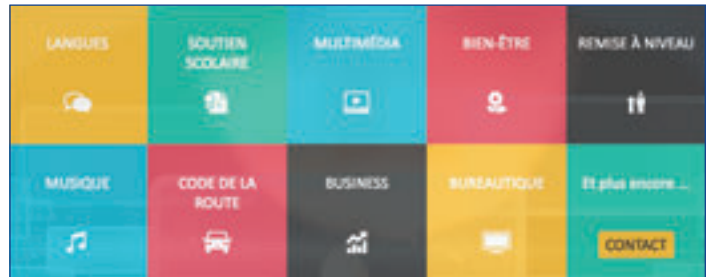 LANGUES
SOUTIEN
SCOLAIRE
MULTIMÉDIA
BIEN-ÊTRE
REMISE À NIVEAU
MUSIQUE
CODE DE LA
ROUTE
BUSINESS
BUREAUTIQUE
Et plus encore...
CONTACT